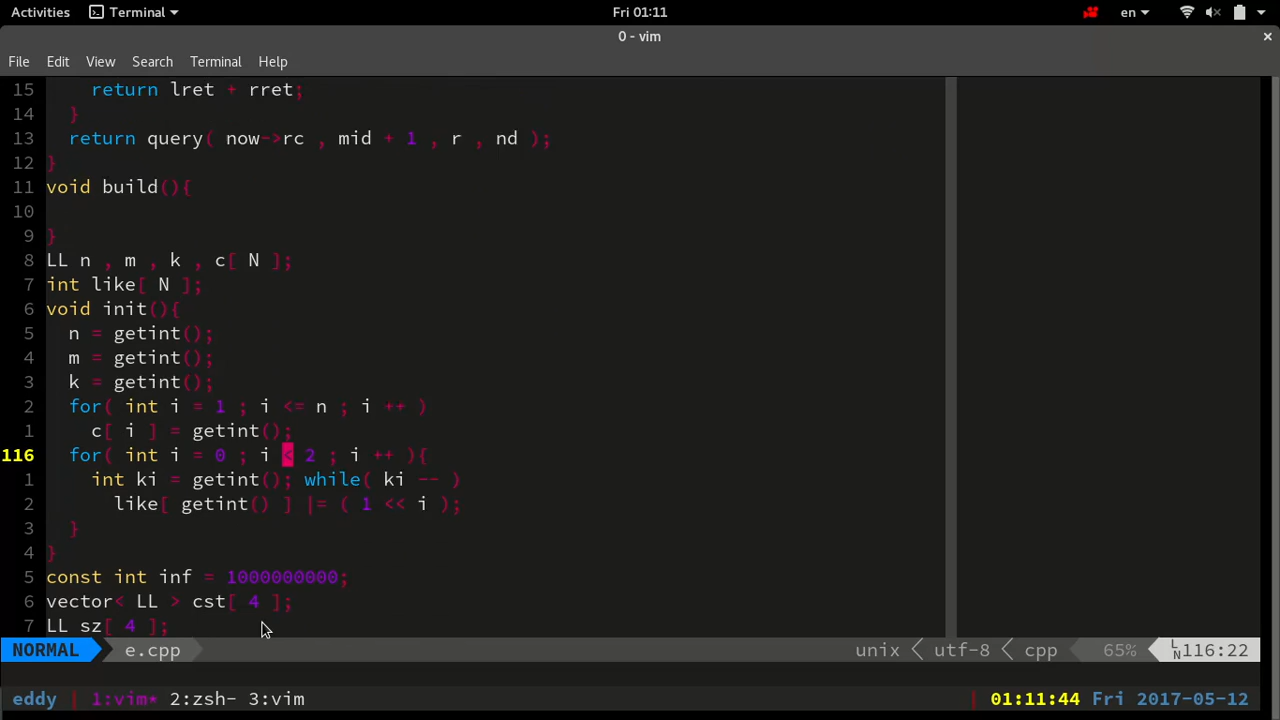 Activities Terminal Fri 01:11 en
0 - vim ×
File Edit View Search Terminal Help
15 return lret + rret;
14 }
13 return query( now->rc , mid + 1 , r , nd );
12 }
11 void build(){
10
9 }
8 LL n , m , k , c[ N ];
7 int like[ N ];
6 void init(){
5 n = getint();
4 m = getint();
3 k = getint();
2 for( int i = 1 ; i <= n ; i ++ )
1 c[ i ] = getint();
116 for( int i = 0 ; i < 2 ; i ++ ){
1 int ki = getint(); while( ki -- )
2 like[ getint() ] |= ( 1 << i );
3 }
4 }
5 const int inf = 1000000000;
6 vector< LL > cst[ 4 ];
7 LL sz[ 4 ];
NORMAL e.cpp unix utf-8 cpp 65% LN 116:22
eddy | 1:vim* 2:zsh- 3:vim | 01:11:44 Fri 2017-05-12